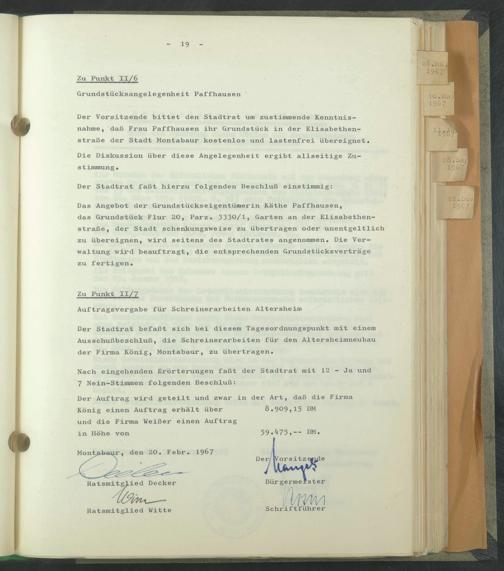 - 19 -
Zu Punkt II/6
Grundstücksangelegenheit Paffhausen
Der Vorsitzende bittet den Stadtrat um zustimmende Kenntnis-
nahme, daß Frau Paffhausen ihr Grundstück in der Elisabethen-
straße der Stadt Montabaur kostenlos und lastenfrei übereignet.
Die Diskussion über diese Angelegenheit ergibt allseitige Zu-
stimmung.
Der Stadtrat faßt hierzu folgenden Beschluß einstimmig:
Das Angebot der Grundstückseigentümerin Käthe Paffhausen,
das Grundstück Flur 20, Parz. 3330/1, Garten an der Elisabethen-
straße, der Stadt schenkungsweise zu übertragen oder unentgeltlich
zu übereignen, wird seitens des Stadtrates angenommen. Die Ver-
waltung wird beauftragt, die entsprechenden Grundstücksverträge
zu fertigen.
Zu Punkt II/7
Auftragsvergabe für Schreinerarbeiten Altersheim
Der Stadtrat befaßt sich bei diesem Tagesordnungspunkt mit einem
Ausschußbeschluß, die Schreinerarbeiten für den Altersheimneubau
der Firma König, Montabaur, zu übertragen.
Nach eingehenden Erörterungen faßt der Stadtrat mit 12 - Ja und
7 Nein-Stimmen folgenden Beschluß:
Der Auftrag wird geteilt und zwar in der Art, daß die Firma
König einen Auftrag erhält über 8.909,15 DM
und die Firma Weißer einen Auftrag
in Höhe von 59.475,-- DM.
Montabaur, den 20. Febr. 1967
Der Vorsitzende
Ratsmitglied Decker
Bürgermeister
Ratsmitglied Witte
Schriftführer
1967
1967
1967
1967